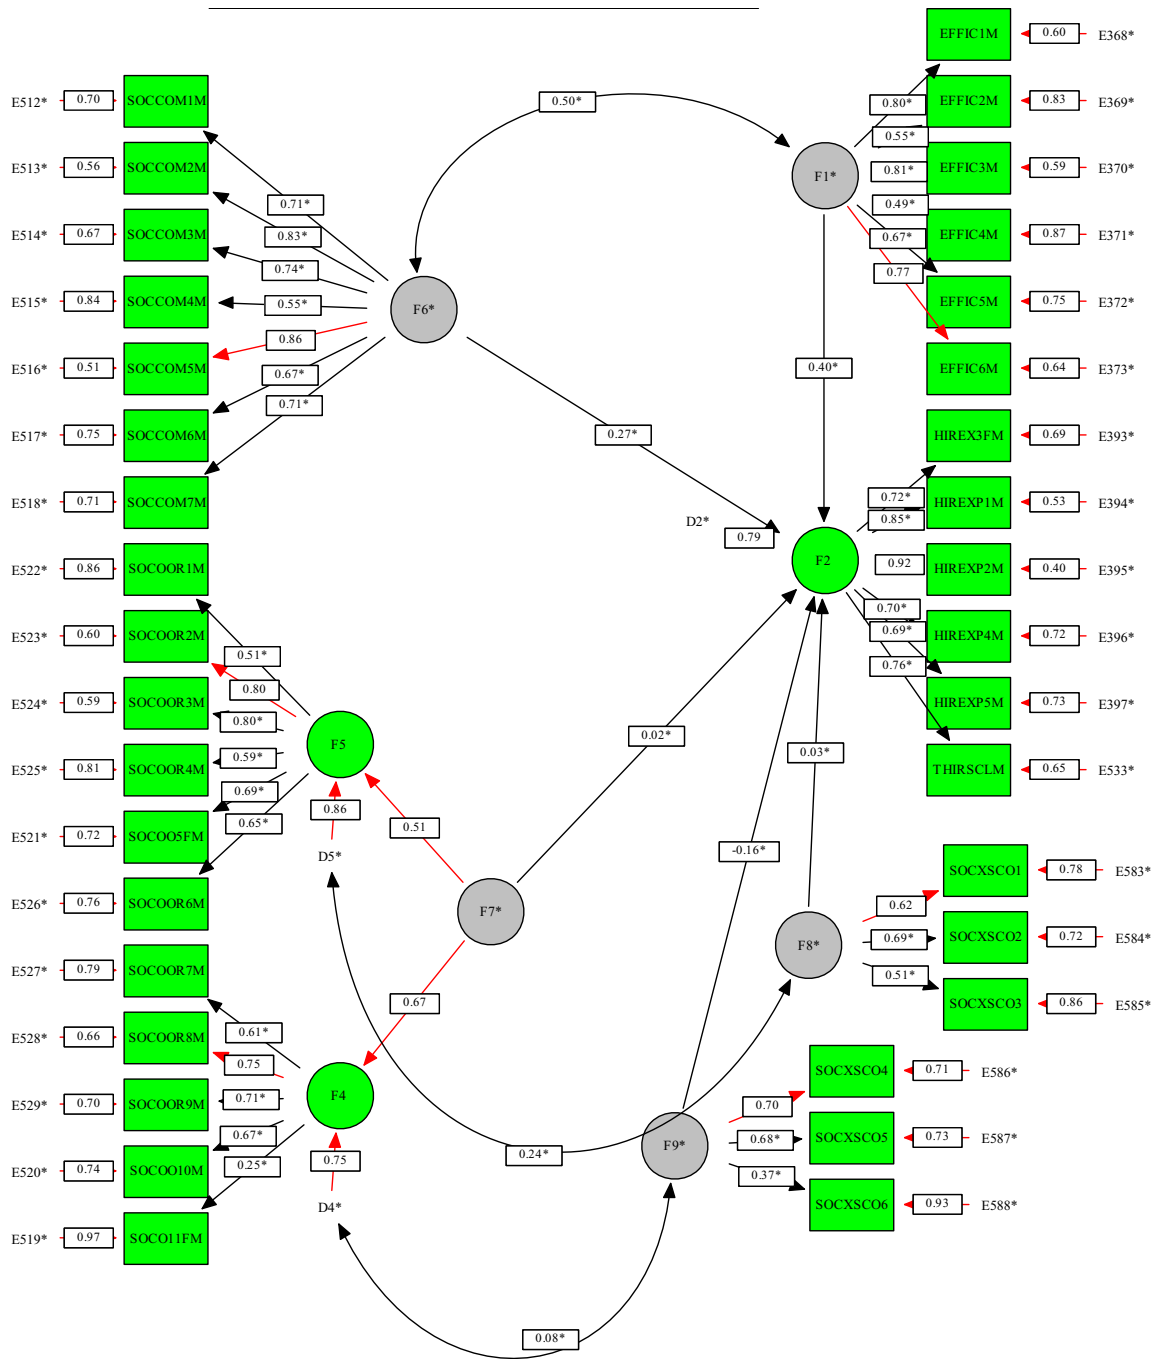 EFFIC1M 0.60 E368*
E512* 0.70 SOCCOM1M 0.50* 0.80* EFFIC2M 0.83 E369*
0.55*
E513* 0.56 SOCCOM2M F1* 0.81* EFFIC3M 0.59 E370*
0.71* 0.49*
E514* 0.67 SOCCOM3M 0.83* 0.67* EFFIC4M 0.87 E371*
0.74* 0.77
E515* 0.84 SOCCOM4M 0.55* F6* EFFIC5M 0.75 E372*
0.86
E516* 0.51 SOCCOM5M 0.67* 0.40* EFFIC6M 0.64 E373*
0.71*
E517* 0.75 SOCCOM6M 0.27* HIREX3FM 0.69 E393*
E518* 0.71 SOCCOM7M 0.72* HIREXP1M 0.53 E394*
D2* 0.79 0.85*
E522* 0.86 SOCOOR1M F2 0.92 HIREXP2M 0.40 E395*
0.70*
E523* 0.60 SOCOOR2M 0.51* 0.69* HIREXP4M 0.72 E396*
0.80 0.76*
E524* 0.59 SOCOOR3M 0.80* HIREXP5M 0.73 E397*
F5 0.02* 0.03*
E525* 0.81 SOCOOR4M 0.59* THIRSCLM 0.65 E533*
0.69* 0.86
E521* 0.72 SOCOO5FM 0.65* 0.51
D5* -0.16* SOCXSCO1 0.78 E583*
E526* 0.76 SOCOOR6M F7* 0.62
F8* 0.69* SOCXSCO2 0.72 E584*
E527* 0.79 SOCOOR7M 0.51*
0.67 SOCXSCO3 0.86 E585*
E528* 0.66 SOCOOR8M 0.61*
0.75 SOCXSCO4 0.71 E586*
E529* 0.70 SOCOOR9M 0.71* F4 0.70
0.67* F9* 0.68* SOCXSCO5 0.73 E587*
E520* 0.74 SOCOO10M 0.25* 0.75 0.24* 0.37*
D4* SOCXSCO6 0.93 E588*
E519* 0.97 SOCO11FM
0.08*